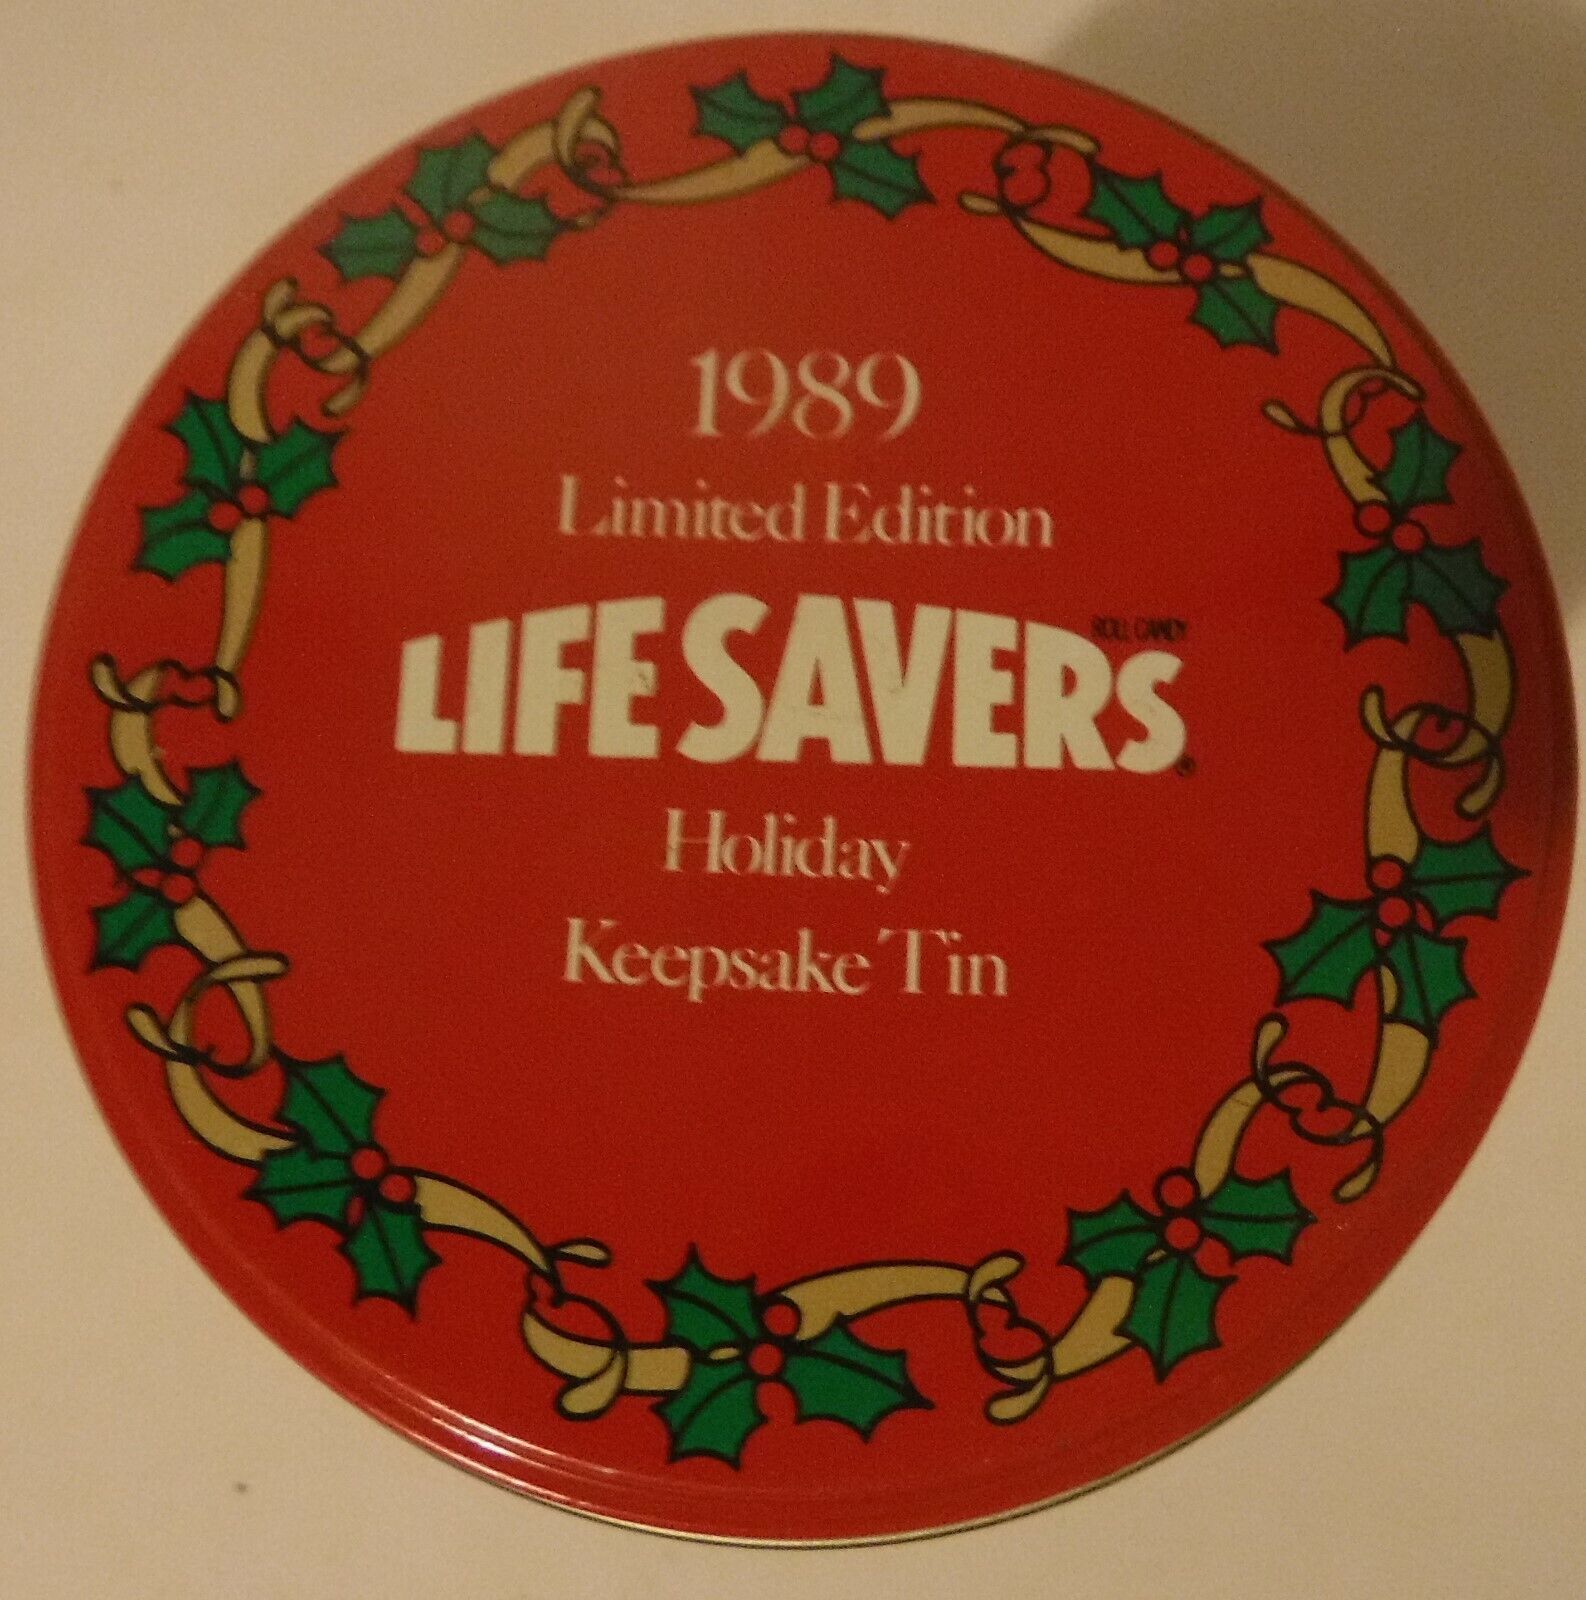 1989
Limited Edition
ROLL CANDY
LIFE SAVERS®
Holiday
Keepsake Tin